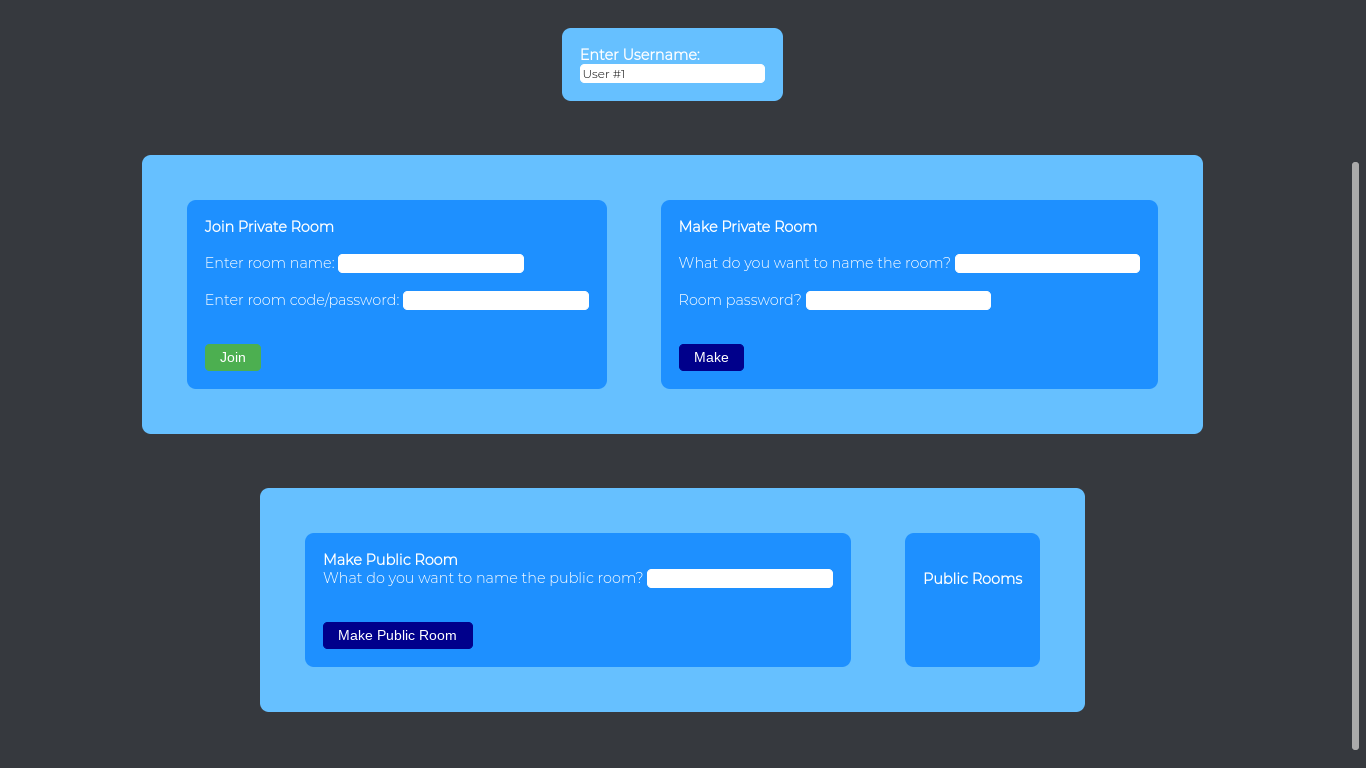 Enter Username:
User #1
Join Private Room
Enter room name:
Enter room code/password:
Join
Make Private Room
What do you want to name the room?
Room password?
Make
Make Public Room
What do you want to name the public room?
Make Public Room
Public Rooms